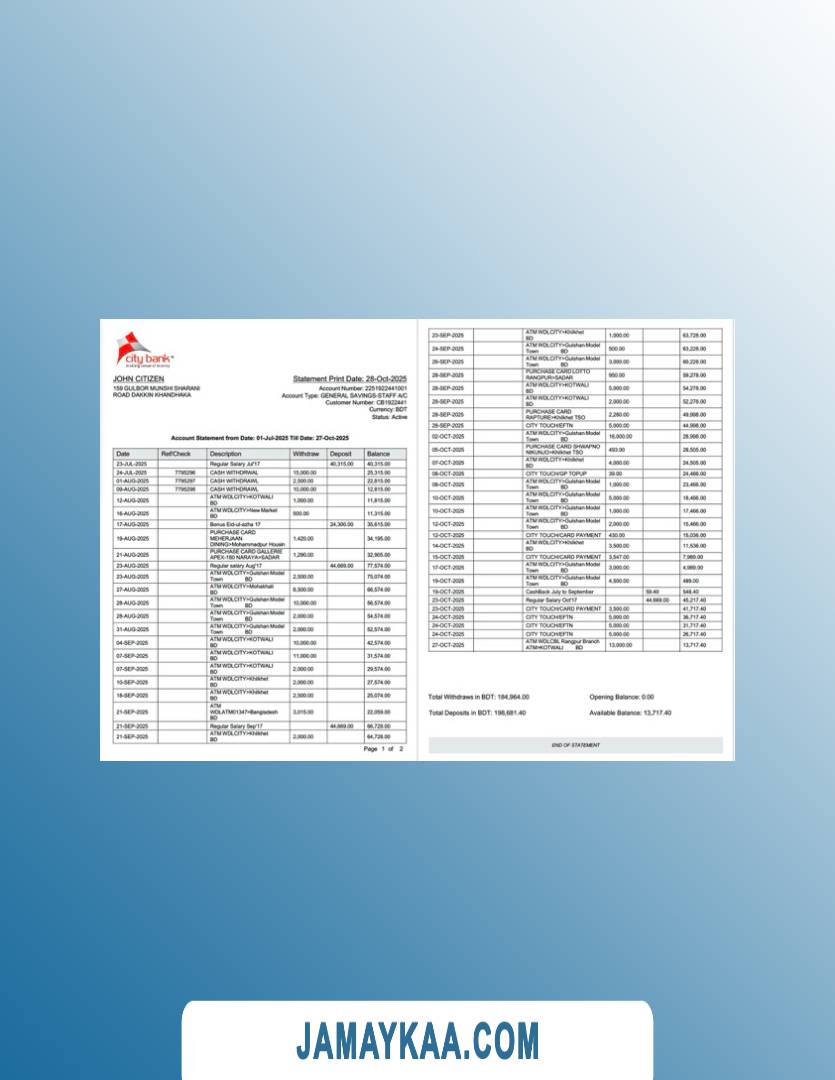 city bank
JOHN CITIZEN
159 GULBOR MUNSHI SHARANI
ROAD DAKKIN KHANDHAKA
Statement Print Date: 28-Oct-2025
Account Number: 2251922441001
Account Type: GENERAL SAVINGS-STAFF A/C
Customer Number: CB1922441
Currency: BDT
Status: Active
Account Statement from Date: 01-Jul-2025 Till Date: 27-Oct-2025
Date Ref/Check Description Withdraw Deposit Balance
23-JUL-2025 Regular Salary Jul'17 40,315.00 40,315.00
24-JUL-2025 7795296 CASH WITHDRWAL 15,000.00 25,315.00
01-AUG-2025 7795297 CASH WITHDRAWL 2,500.00 22,815.00
09-AUG-2025 7795298 CASH WITHDRAWL 10,000.00 12,815.00
12-AUG-2025 ATM WDLCITY>KOTWALI
BD 1,000.00 11,815.00
16-AUG-2025 ATM WDLCITY>New Market
BD 500.00 11,315.00
17-AUG-2025 Bonus Eid-ul-azha 17 24,300.00 35,615.00
19-AUG-2025 PURCHASE CARD
MEHERJAAN
DINING>Mohammadpur Housin 1,420.00 34,195.00
21-AUG-2025 PURCHASE CARD GALLERIE
APEX-180 NARAYA>SADAR 1,290.00 32,905.00
23-AUG-2025 Regular salary Aug'17 44,669.00 77,574.00
23-AUG-2025 ATM WDLCITY>Gulshan Model
Town BD 2,500.00 75,074.00
27-AUG-2025 ATM WDLCITY>Mohakhali
BD 8,500.00 66,574.00
28-AUG-2025 ATM WDLCITY>Gulshan Model
Town BD 10,000.00 56,574.00
28-AUG-2025 ATM WDLCITY>Gulshan Model
Town BD 2,000.00 54,574.00
31-AUG-2025 ATM WDLCITY>Gulshan Model
Town BD 2,000.00 52,574.00
04-SEP-2025 ATM WDLCITY>KOTWALI
BD 10,000.00 42,574.00
07-SEP-2025 ATM WDLCITY>KOTWALI
BD 11,000.00 31,574.00
07-SEP-2025 ATM WDLCITY>KOTWALI
BD 2,000.00 29,574.00
10-SEP-2025 ATM WDLCITY>Khilkhet
BD 2,000.00 27,574.00
18-SEP-2025 ATM WDLCITY>Khilkhet
BD 2,500.00 25,074.00
21-SEP-2025 ATM
WDLATM01347>Bangladesh
BD 3,015.00 22,059.00
21-SEP-2025 Regular Salary Sep'17 44,669.00 66,728.00
21-SEP-2025 ATM WDLCITY>Khilkhet
BD 2,000.00 64,728.00
Page 1 of 2
23-SEP-2025 ATM WDLCITY>Khilkhet
BD 1,000.00 63,728.00
24-SEP-2025 ATM WDLCITY>Gulshan Model
Town BD 500.00 63,228.00
26-SEP-2025 ATM WDLCITY>Gulshan Model
Town BD 3,000.00 60,228.00
28-SEP-2025 PURCHASE CARD LOTTO
RANGPUR>SADAR 950.00 59,278.00
28-SEP-2025 ATM WDLCITY>KOTWALI
BD 5,000.00 54,278.00
28-SEP-2025 ATM WDLCITY>KOTWALI
BD 2,000.00 52,278.00
28-SEP-2025 PURCHASE CARD
RAPTURE>Khilkhet TSO 2,280.00 49,998.00
28-SEP-2025 CITY TOUCH/EFTN 5,000.00 44,998.00
02-OCT-2025 ATM WDLCITY>Gulshan Model
Town BD 16,000.00 28,998.00
05-OCT-2025 PURCHASE CARD SHWAPNO
NIKUNJO>Khilkhet TSO 493.00 28,505.00
07-OCT-2025 ATM WDLCITY>Khilkhet
BD 4,000.00 24,505.00
08-OCT-2025 CITY TOUCH/GP TOPUP 39.00 24,466.00
08-OCT-2025 ATM WDLCITY>Gulshan Model
Town BD 1,000.00 23,466.00
10-OCT-2025 ATM WDLCITY>Gulshan Model
Town BD 5,000.00 18,466.00
10-OCT-2025 ATM WDLCITY>Gulshan Model
Town BD 1,000.00 17,466.00
12-OCT-2025 ATM WDLCITY>Gulshan Model
Town BD 2,000.00 15,466.00
12-OCT-2025 CITY TOUCH/CARD PAYMENT 430.00 15,036.00
14-OCT-2025 ATM WDLCITY>Khilkhet
BD 3,500.00 11,536.00
15-OCT-2025 CITY TOUCH/CARD PAYMENT 3,547.00 7,989.00
17-OCT-2025 ATM WDLCITY>Gulshan Model
Town BD 3,000.00 4,989.00
19-OCT-2025 ATM WDLCITY>Gulshan Model
Town BD 4,500.00 489.00
19-OCT-2025 CashBack July to September 59.40 548.40
23-OCT-2025 Regular Salary Oct'17 44,669.00 45,217.40
23-OCT-2025 CITY TOUCH/CARD PAYMENT 3,500.00 41,717.40
24-OCT-2025 CITY TOUCH/EFTN 5,000.00 36,717.40
24-OCT-2025 CITY TOUCH/EFTN 5,000.00 31,717.40
24-OCT-2025 CITY TOUCH/EFTN 5,000.00 26,717.40
27-OCT-2025 ATM WDLCBL Rangpur Branch
ATM>KOTWALI BD 13,000.00 13,717.40
Total Withdraws in BDT: 184,964.00 Opening Balance: 0.00
Total Deposits in BDT: 198,681.40 Available Balance: 13,717.40
END OF STATEMENT
JAMAYKAA.COM